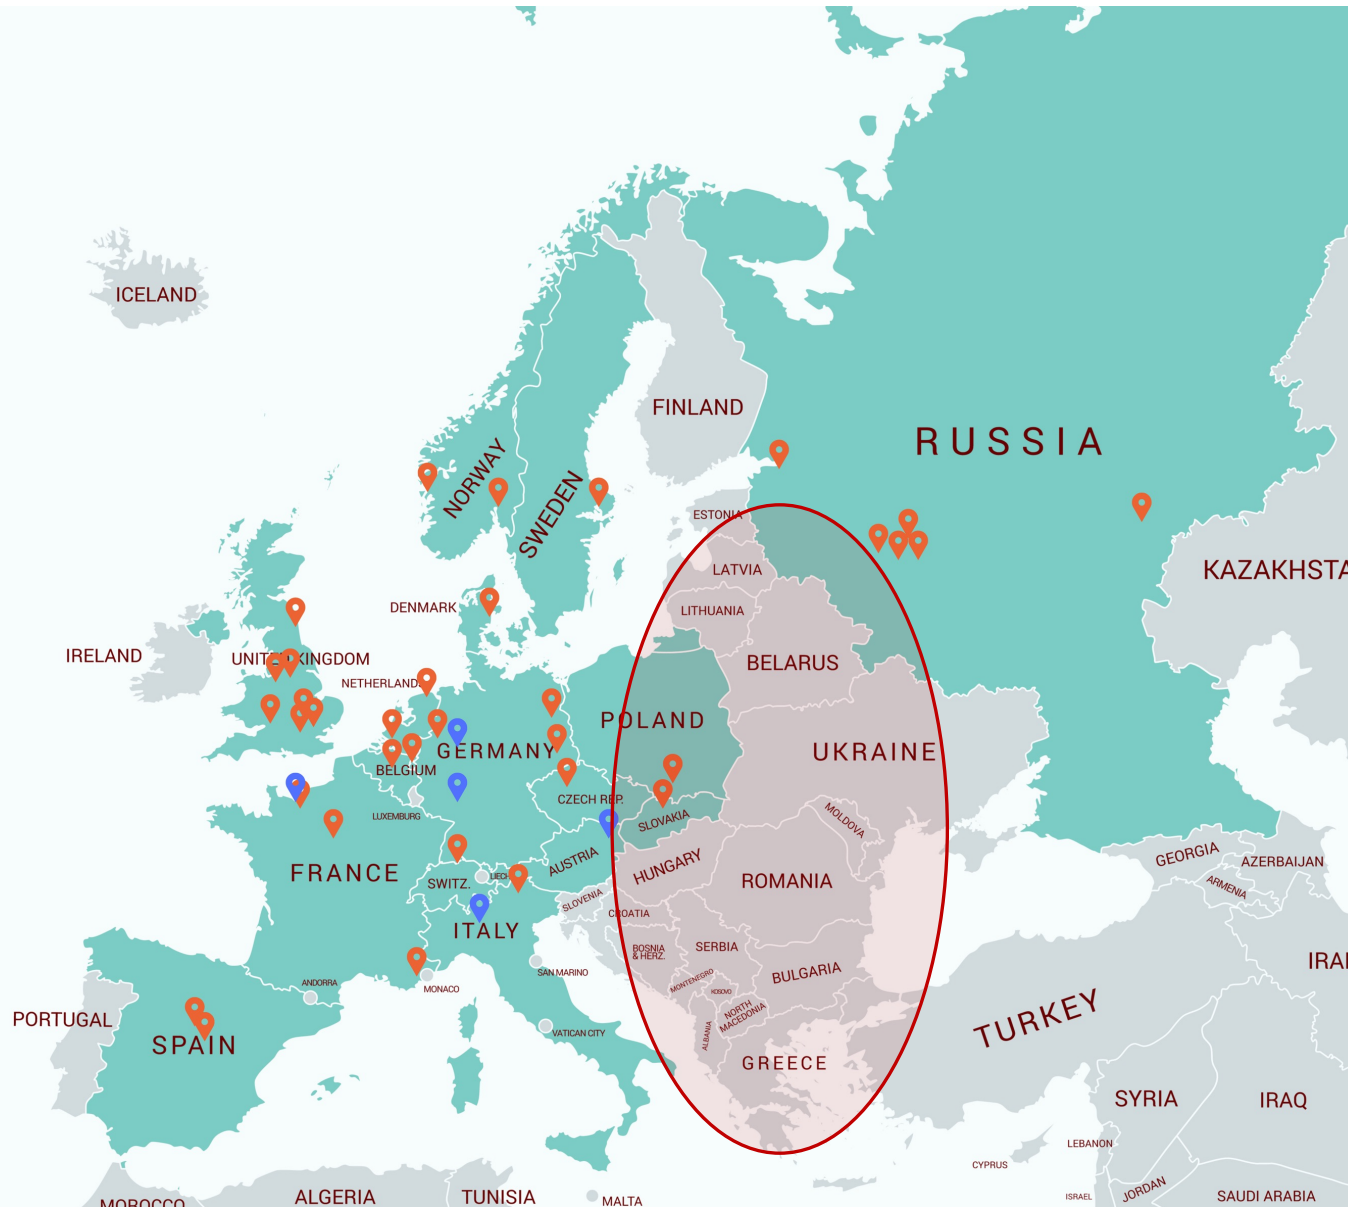 ICELAND
FINLAND
RUSSIA
NORWAY
SWEDEN
ESTONIA
LATVIA
KAZAKHSTA
DENMARK
LITHUANIA
IRELAND
UNITED KINGDOM
BELARUS
NETHERLAND
POLAND
GERMANY
UKRAINE
BELGIUM
CZECH REP.
LUXEMBURG
SLOVAKIA
MOLDOVA
AUSTRIA
HUNGARY
GEORGIA
AZERBAIJAN
FRANCE
SWITZ.
LIECH
ROMANIA
ARMENIA
SLOVENIA
CROATIA
ITALY
BOSNIA
& HERZ.
SERBIA
IRAN
SAN MARINO
MONTENEGRO
BULGARIA
ANDORRA
MONACO
KOSOVO
PORTUGAL
NORTH
MACEDONIA
TURKEY
VATICAN CITY
ALBANIA
SPAIN
GREECE
SYRIA
IRAQ
LEBANON
CYPRUS
MOROCCO
ALGERIA
TUNISIA
MALTA
ISRAEL
JORDAN
SAUDI ARABIA